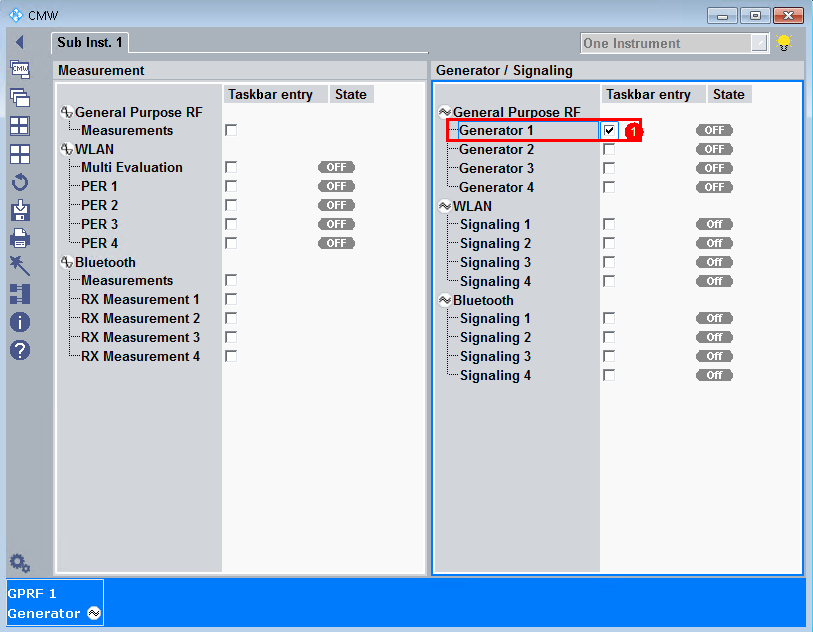 CMW
Sub Inst. 1
One Instrument
CMW
Measurement
Taskbar entry State
General Purpose RF
Measurements
WLAN
Multi Evaluation OFF
PER 1 OFF
PER 2 OFF
PER 3 OFF
PER 4 OFF
Bluetooth
Measurements
RX Measurement 1
RX Measurement 2
RX Measurement 3
RX Measurement 4
Generator / Signaling
Taskbar entry State
General Purpose RF
Generator 1 1 OFF
Generator 2 OFF
Generator 3 OFF
Generator 4 OFF
WLAN
Signaling 1 Off
Signaling 2 Off
Signaling 3 Off
Signaling 4 Off
Bluetooth
Signaling 1 Off
Signaling 2 Off
Signaling 3 Off
Signaling 4 Off
GPRF 1
Generator